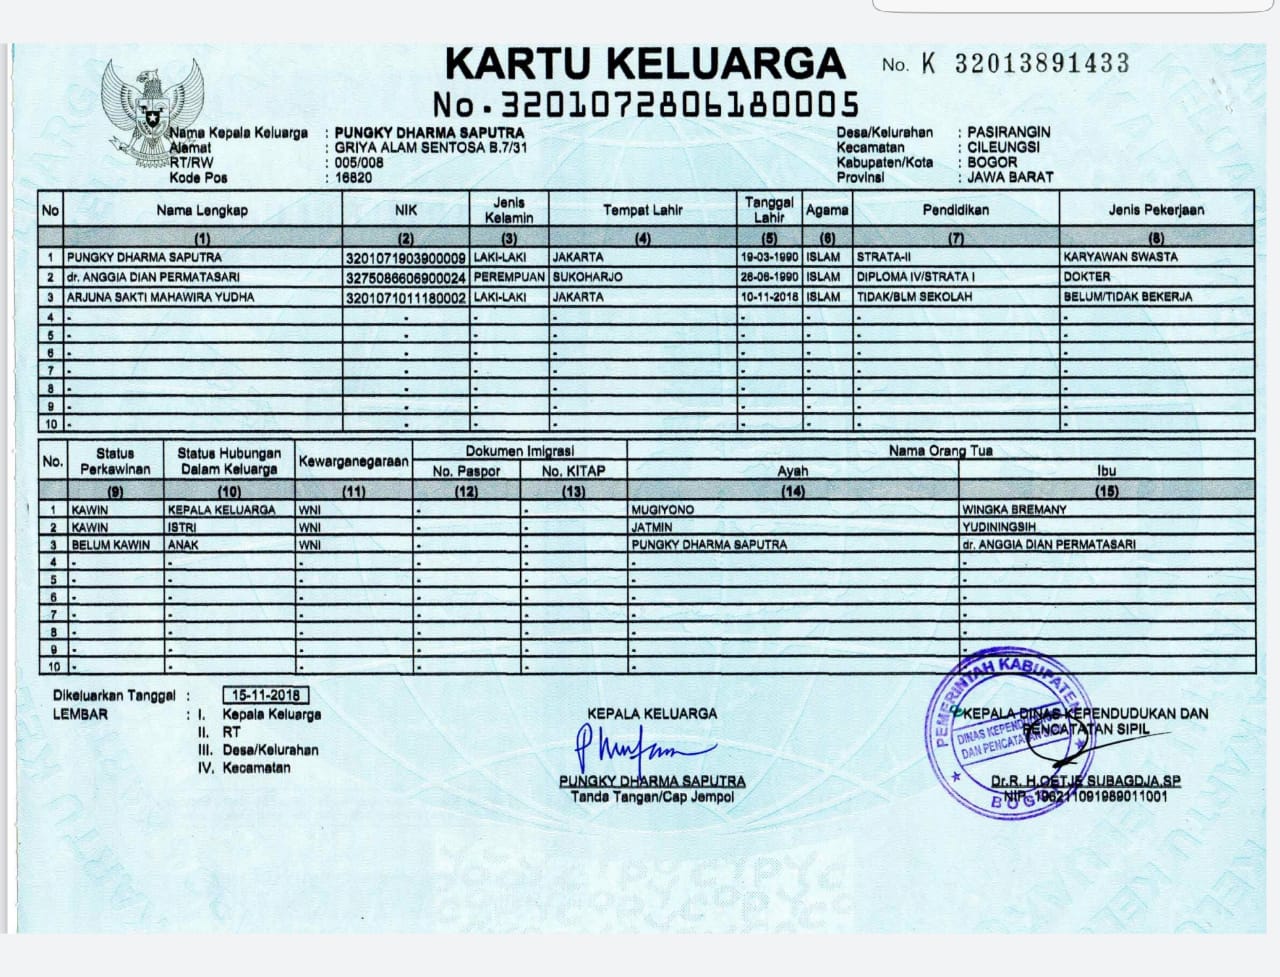 KARTU KELUARGA
No. K 32013891433
No. 3201072806180005
Nama Kepala Keluarga : PUNGKY DHARMA SAPUTRA
Alamat : GRIYA ALAM SENTOSA B.7/31
RT/RW : 005/008
Kode Pos : 16820
Desa/Kelurahan : PASIRANGIN
Kecamatan : CILEUNGSI
Kabupaten/Kota : BOGOR
Provinsi : JAWA BARAT
No Nama Lengkap NIK Jenis Kelamin Tempat Lahir Tanggal Lahir Agama Pendidikan Jenis Pekerjaan
(1) (2) (3) (4) (5) (6) (7) (8)
1 PUNGKY DHARMA SAPUTRA 3201071903900009 LAKI-LAKI JAKARTA 19-03-1990 ISLAM STRATA-II KARYAWAN SWASTA
2 dr. ANGGIA DIAN PERMATASARI 3275086606900024 PEREMPUAN SUKOHARJO 26-06-1990 ISLAM DIPLOMA IV/STRATA I DOKTER
3 ARJUNA SAKTI MAHAWIRA YUDHA 3201071011180002 LAKI-LAKI JAKARTA 10-11-2018 ISLAM TIDAK/BLM SEKOLAH BELUM/TIDAK BEKERJA
4 - - - - - - - -
5 - - - - - - - -
6 - - - - - - - -
7 - - - - - - - -
8 - - - - - - - -
9 - - - - - - - -
10 - - - - - - - -
No. Status Perkawinan Status Hubungan Dalam Keluarga Kewarganegaraan Dokumen Imigrasi Nama Orang Tua
No. Paspor No. KITAP Ayah Ibu
(9) (10) (11) (12) (13) (14) (15)
1 KAWIN KEPALA KELUARGA WNI - - MUGIYONO WINGKA BREMANY
2 KAWIN ISTRI WNI - - JATMIN YUDININGSIH
3 BELUM KAWIN ANAK WNI - - PUNGKY DHARMA SAPUTRA dr. ANGGIA DIAN PERMATASARI
4 - - - - - - -
5 - - - - - - -
6 - - - - - - -
7 - - - - - - -
8 - - - - - - -
9 - - - - - - -
10 - - - - - - -
Dikeluarkan Tanggal : 15-11-2018
LEMBAR : I. Kepala Keluarga
II. RT
III. Desa/Kelurahan
IV. Kecamatan
KEPALA KELUARGA
PUNGKY DHARMA SAPUTRA
Tanda Tangan/Cap Jempol
KEPALA DINAS KEPENDUDUKAN DAN
PENCATATAN SIPIL
Dr.R. H.OETJE SUBAGDJA,SP
NIP. 196211091989011001
PEMERINTAH KABUPATEN
DINAS KEPENDUDUKAN
DAN PENCATATAN SIPIL
BOGOR